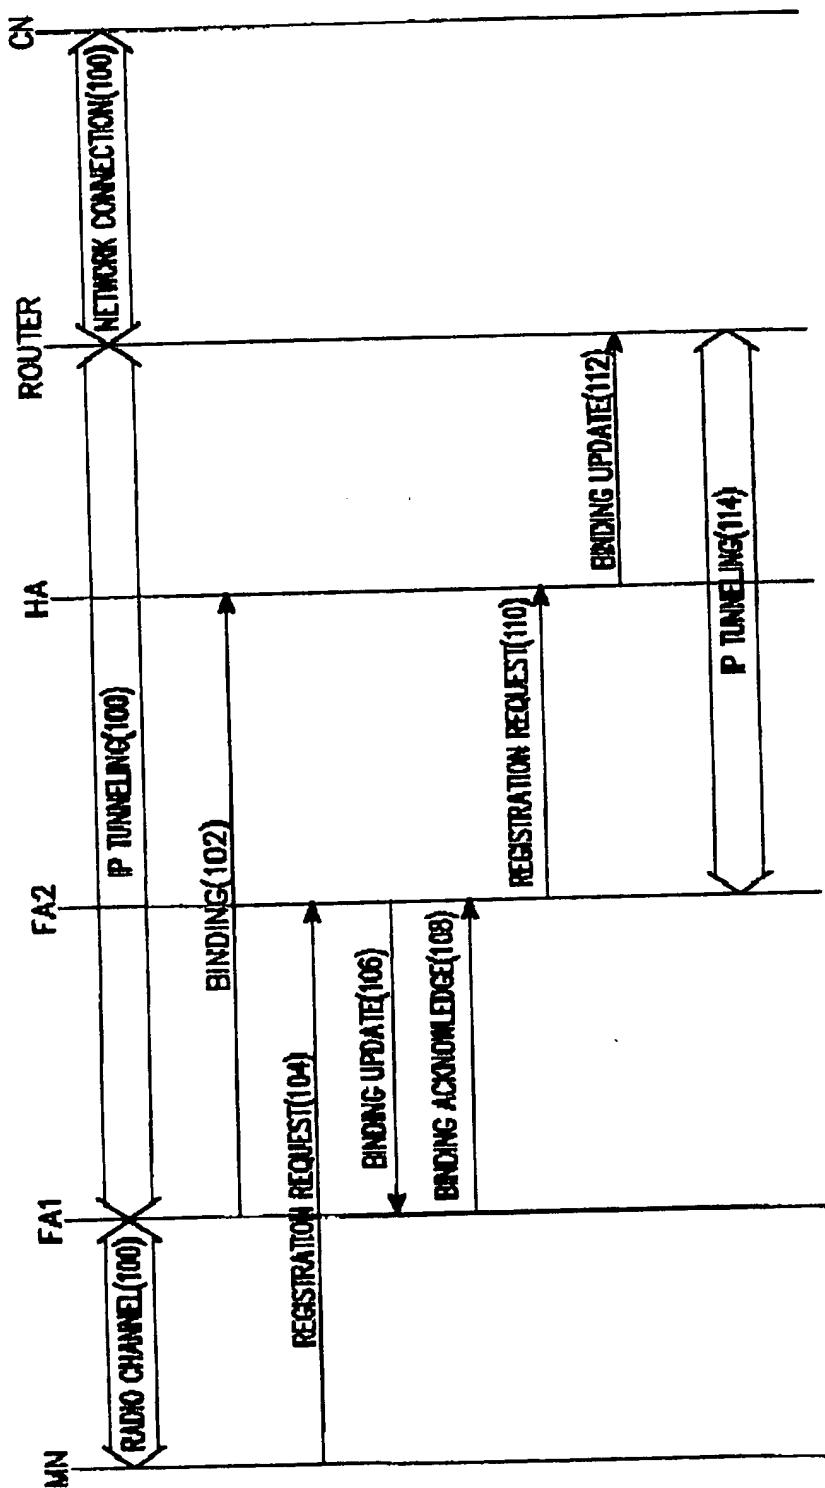 MN
FA1
FA2
HA
ROUTER
CN
RADIO CHANNEL(100)
IP TUNNELING(100)
NETWORK CONNECTION(100)
BINDING(102)
REGISTRATION REQUEST(104)
BINDING UPDATE(106)
BINDING ACKNOWLEDGE(108)
REGISTRATION REQUEST(110)
BINDING UPDATE(112)
IP TUNNELING(114)